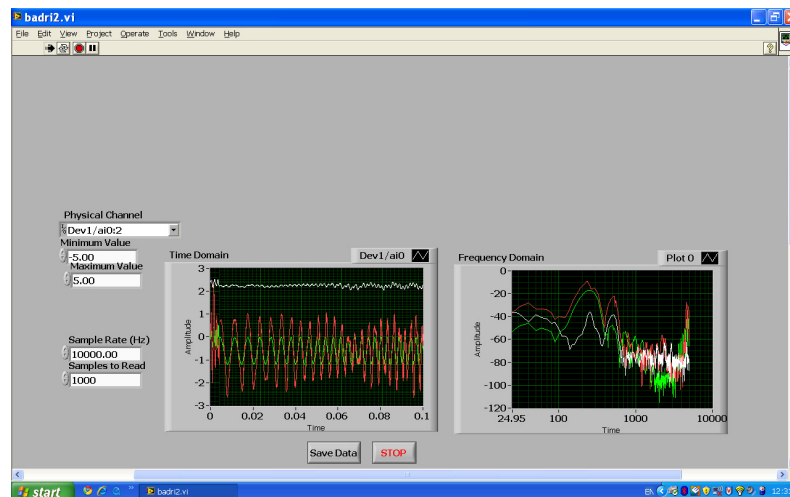 badri2.vi
File Edit View Project Operate Tools Window Help
Physical Channel
Dev1/ai0:2
Minimum Value
-5.00
Maximum Value
5.00
Sample Rate (Hz)
10000.00
Samples to Read
1000
Time Domain
Dev1/ai0
3
2
1
0
-1
-2
-3
Amplitude
0 0.02 0.04 0.06 0.08 0.1
Time
Frequency Domain
Plot 0
0
-20
-40
-60
-80
-100
-120
Amplitude
24.95 100 1000 10000
Time
Save Data
STOP
start
badri2.vi
EN